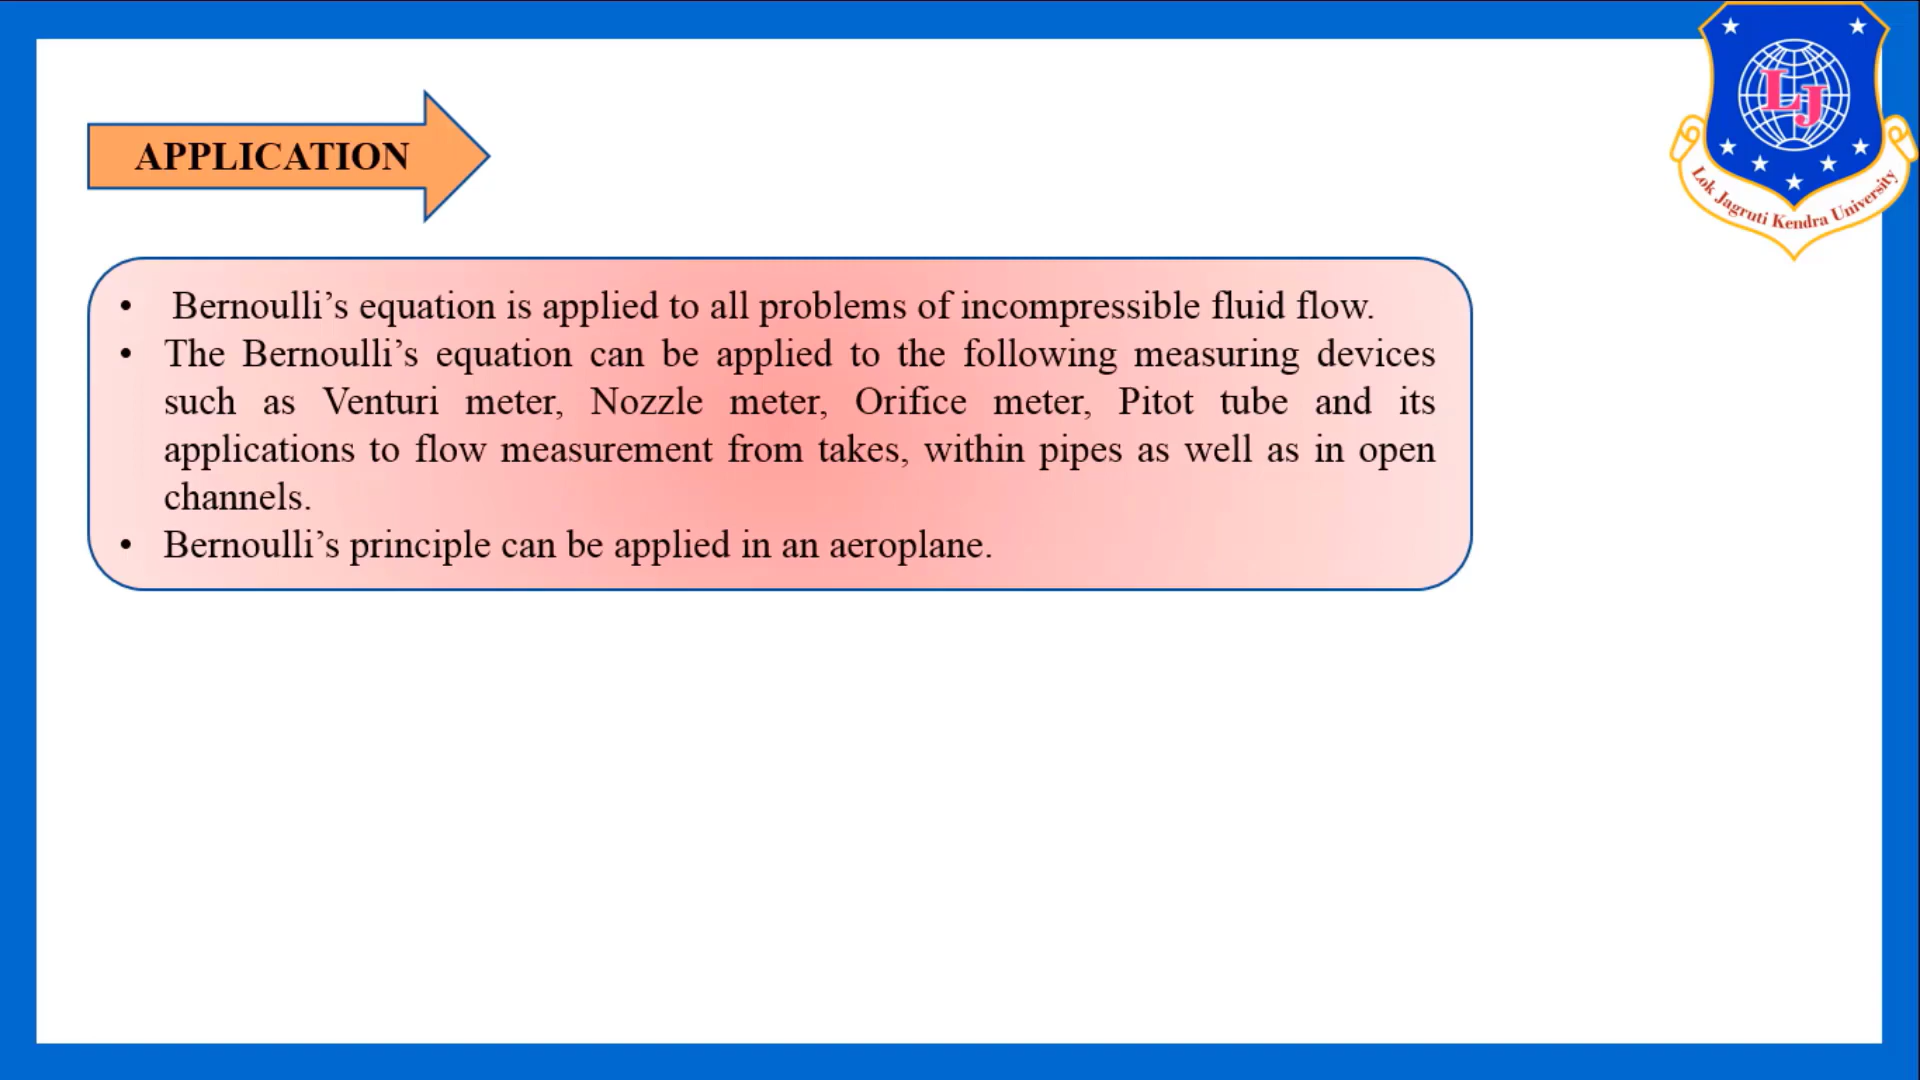 APPLICATION
LJ
Lok Jagruti Kendra University
• Bernoulli’s equation is applied to all problems of incompressible fluid flow.
• The Bernoulli’s equation can be applied to the following measuring devices
such as Venturi meter, Nozzle meter, Orifice meter, Pitot tube and its
applications to flow measurement from takes, within pipes as well as in open
channels.
• Bernoulli’s principle can be applied in an aeroplane.